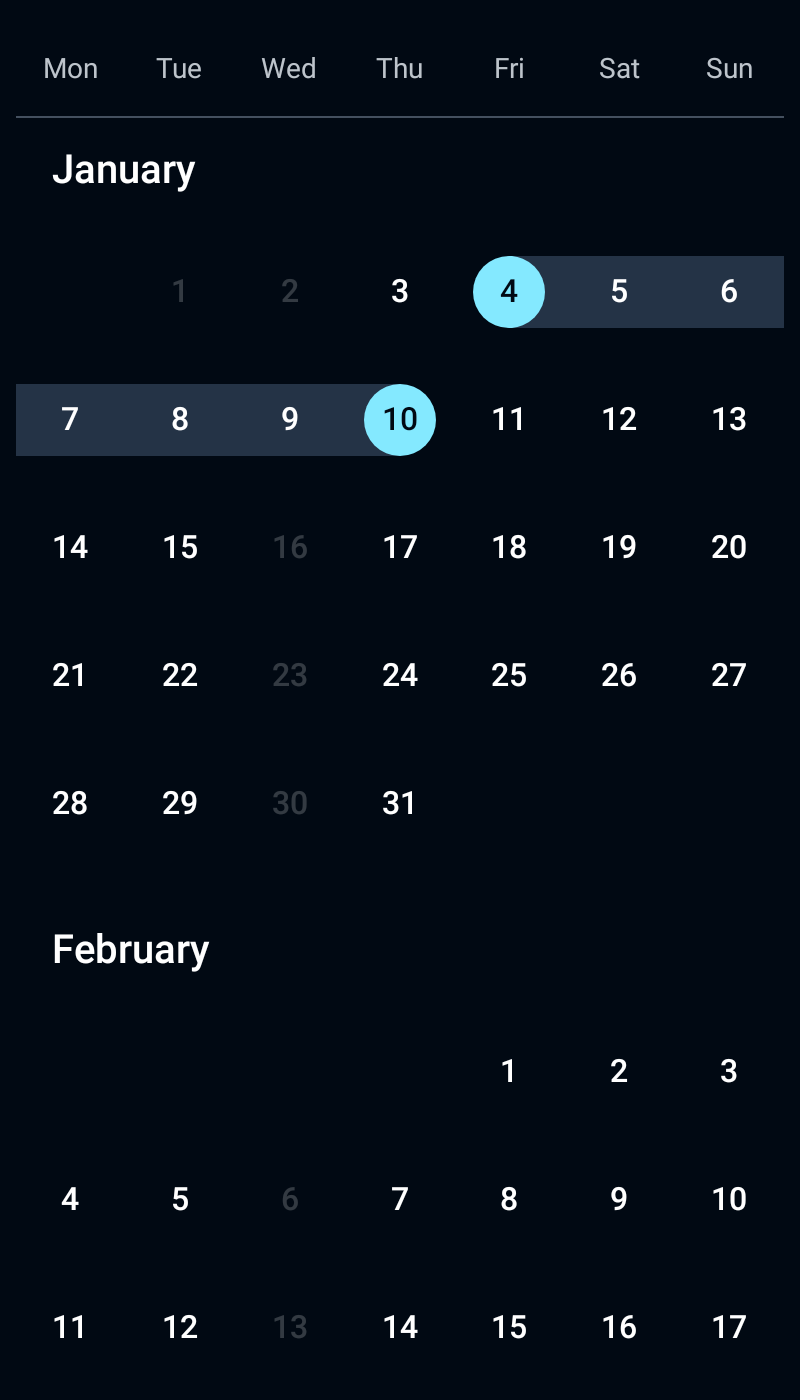 Mon Tue Wed Thu Fri Sat Sun
January
1 2 3 4 5 6
7 8 9 10 11 12 13
14 15 16 17 18 19 20
21 22 23 24 25 26 27
28 29 30 31
February
1 2 3
4 5 6 7 8 9 10
11 12 13 14 15 16 17